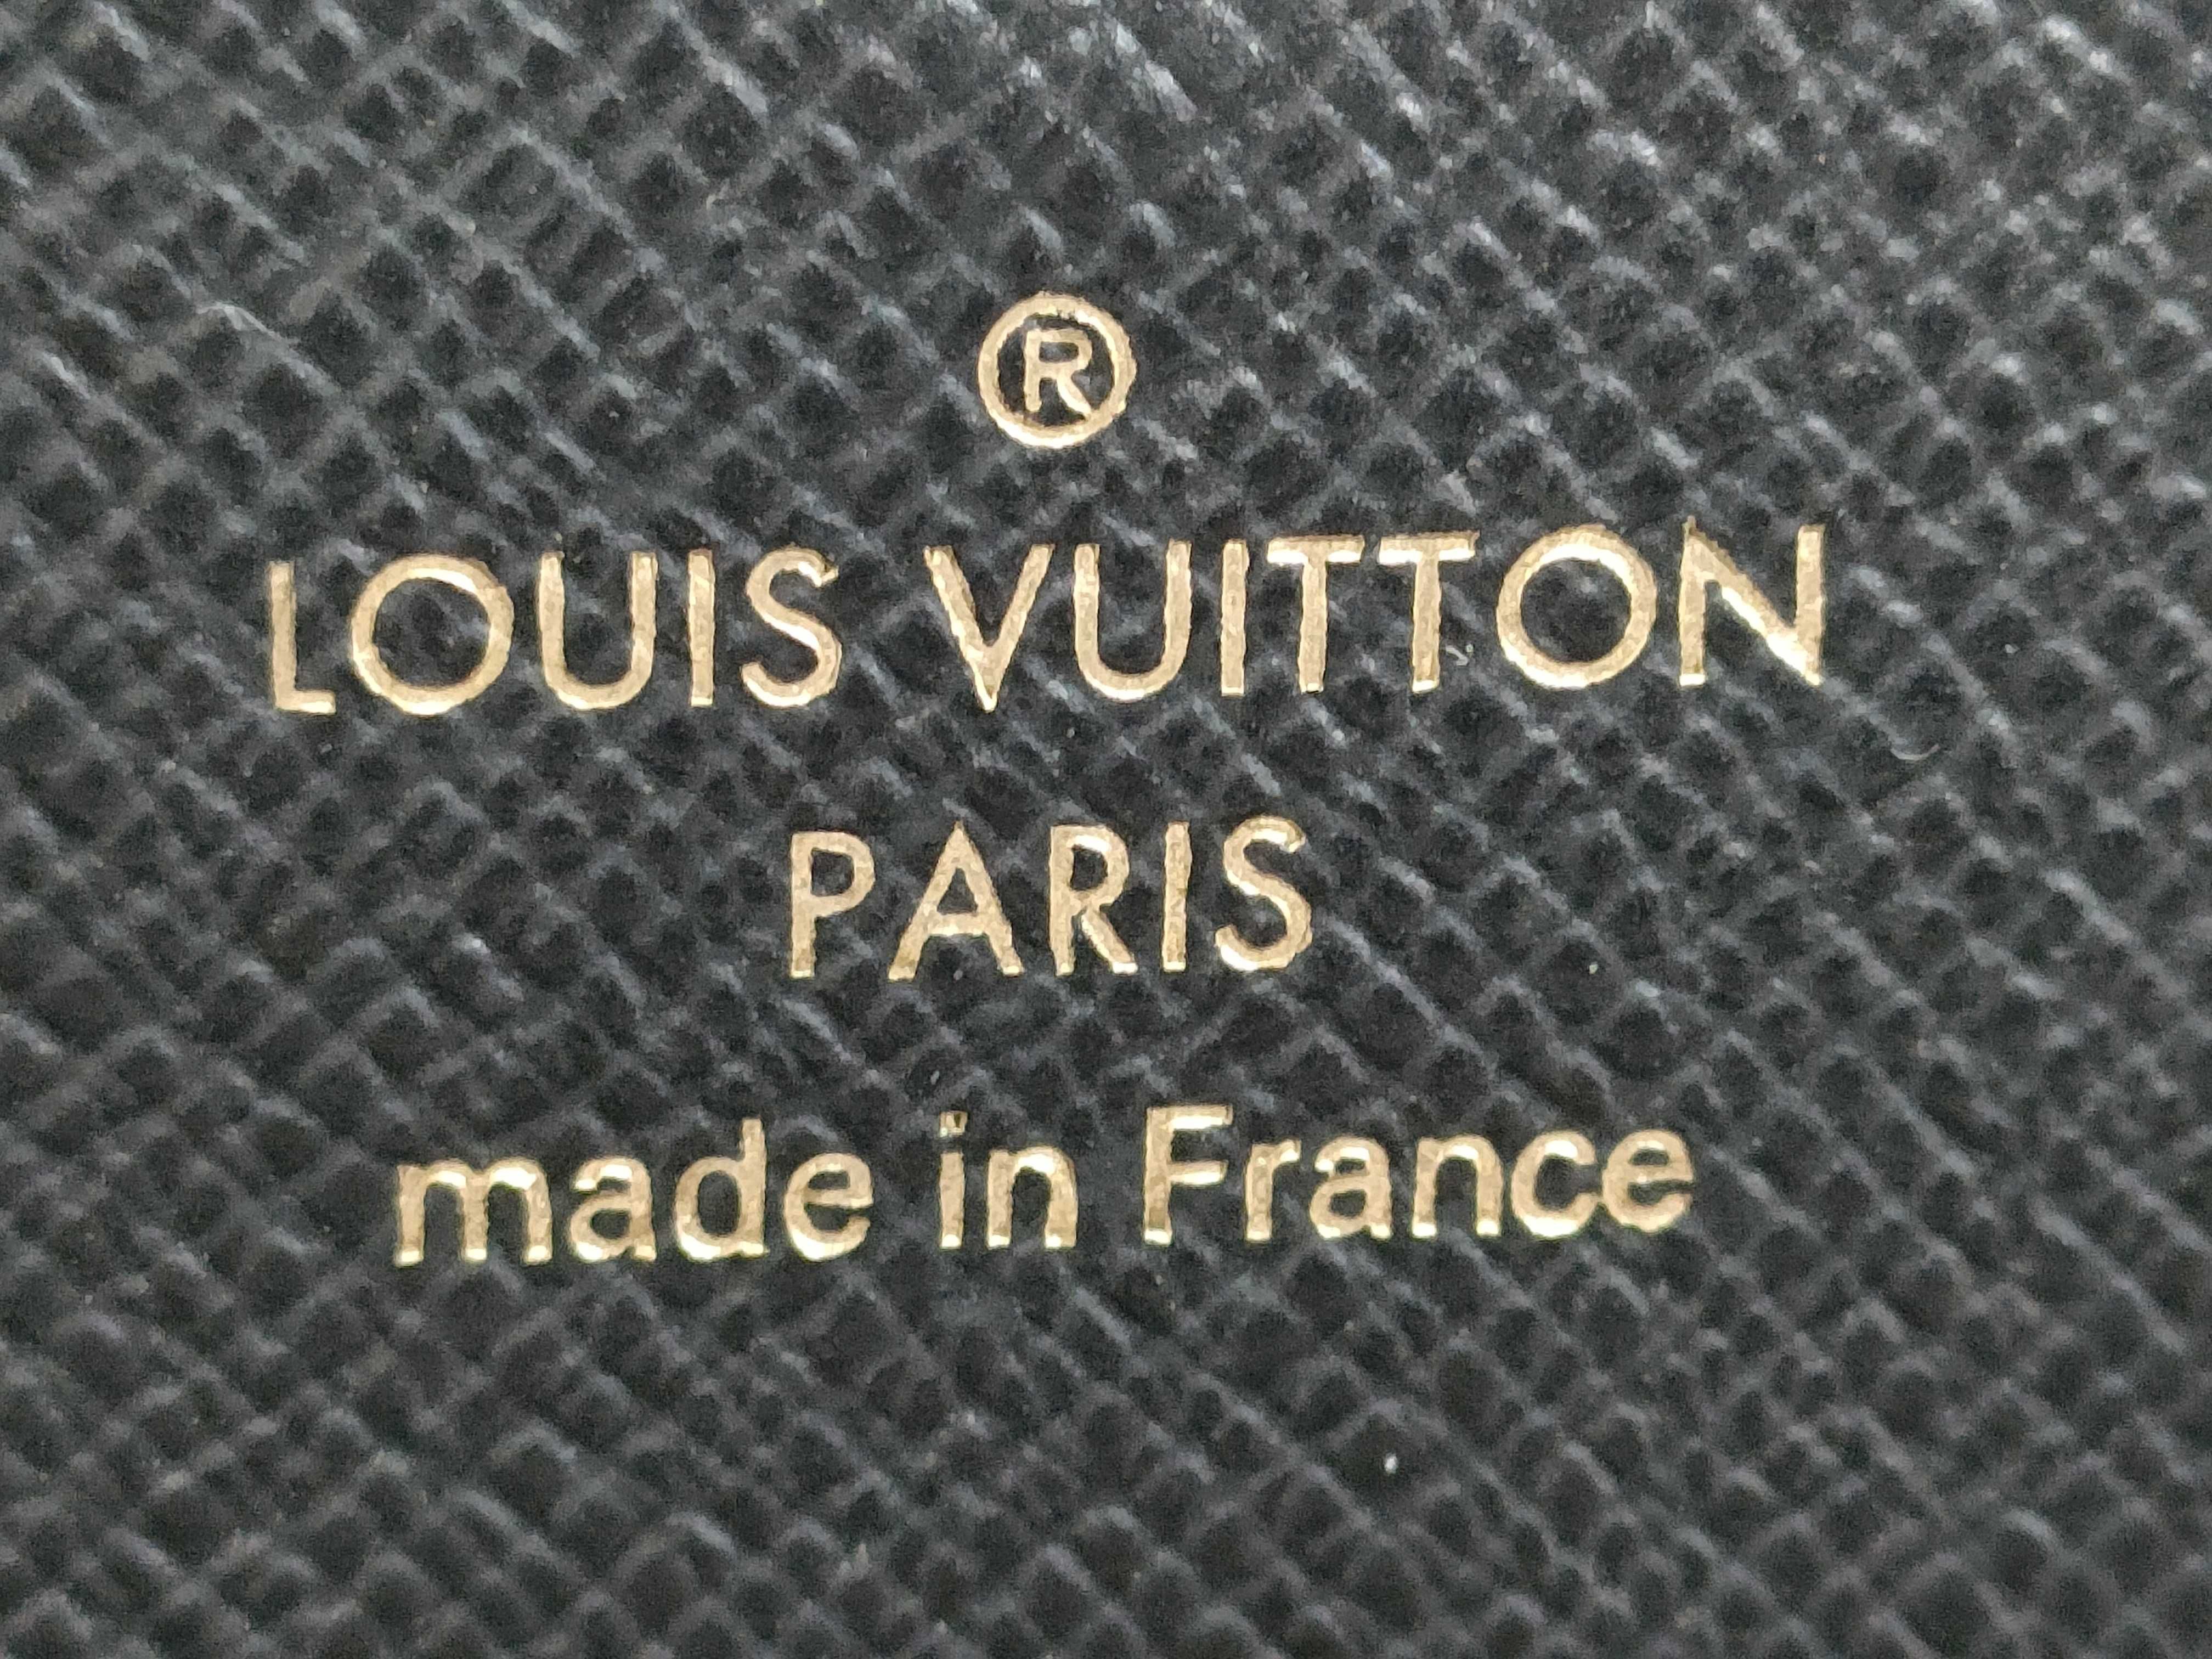 ®
LOUIS VUITTON
PARIS
made in France